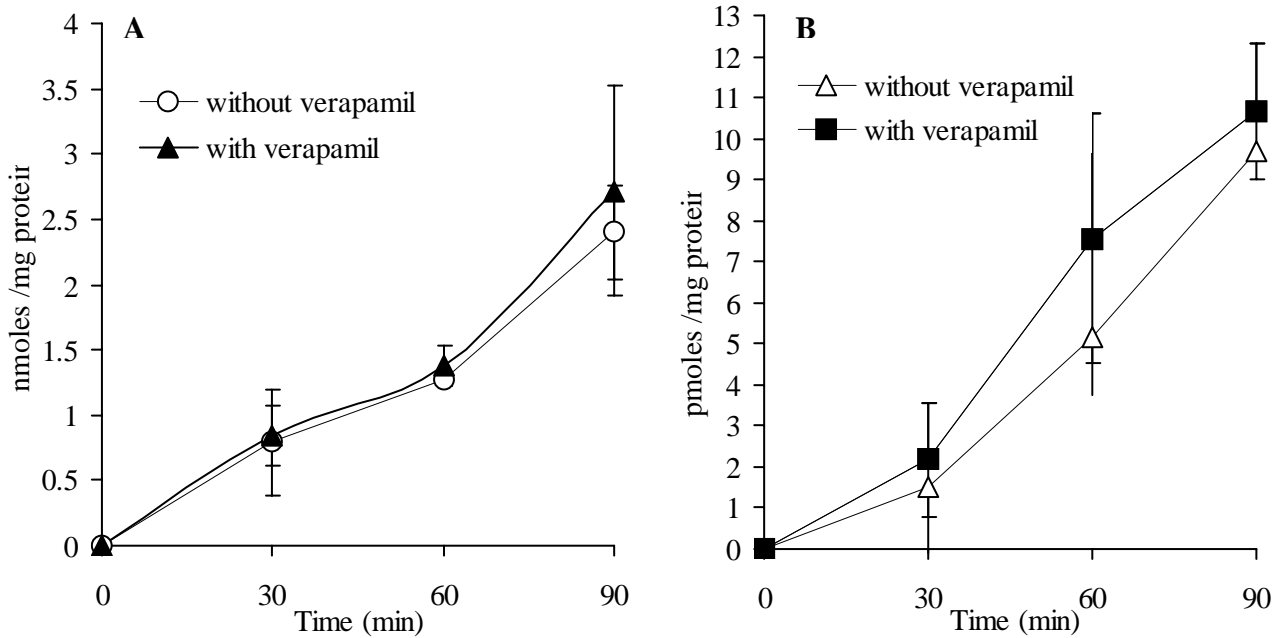 A
4
3.5
3
2.5
2
1.5
1
0.5
0
nmoles /mg proteir
without verapamil
with verapamil
0 30 60 90
Time (min)
B
13
12
11
10
9
8
7
6
5
4
3
2
1
0
pmoles /mg proteir
without verapamil
with verapamil
0 30 60 90
Time (min)